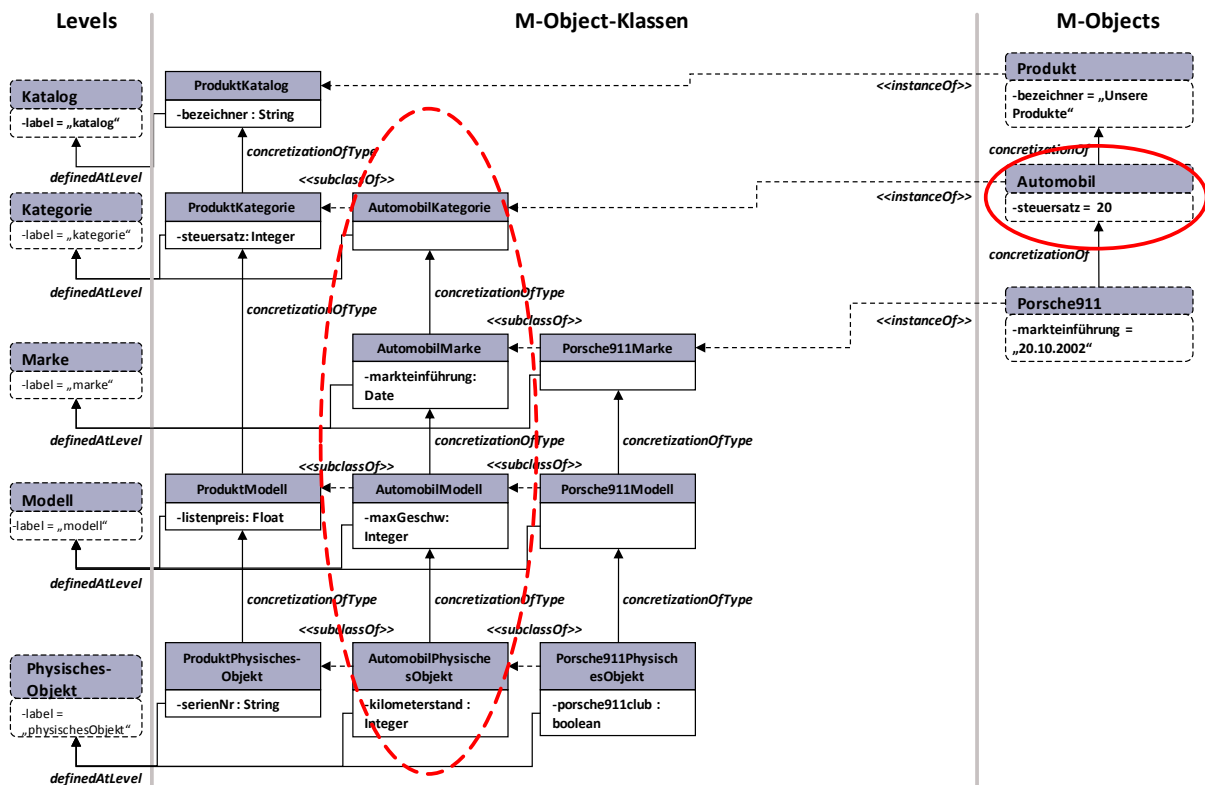 Levels
M-Object-Klassen
M-Objects
Katalog
-label = „katalog“
ProduktKatalog
-bezeichner : String
<<instanceOf>>
Produkt
-bezeichner = „Unsere
Produkte“
concretizationOfType
concretizationOf
definedAtLevel
<<subclassOf>>
Kategorie
-label = „kategorie“
ProduktKategorie
-steuersatz:Integer
AutomobilKategorie
<<instanceOf>>
Automobil
-steuersatz = 20
concretizationOf
definedAtLevel
concretizationOfType
concretizationOfType
<<subclassOf>>
<<instanceOf>>
Porsche911
-markteinführung =
„20.10.2002“
Marke
-label = „marke“
AutomobilMarke
-markteinführung:
Date
Porsche911Marke
definedAtLevel
concretizationOfType
concretizationOfType
<<subclassOf>>
<<subclassOf>>
Modell
-label = „modell“
ProduktModell
-listenpreis: Float
AutomobilModell
-maxGeschw:
Integer
Porsche911Modell
definedAtLevel
concretizationOfType
concretizationOfType
concretizationOfType
<<subclassOf>>
<<subclassOf>>
Physisches-
Objekt
-label =
„physischesObjekt“
ProduktPhysisches-
Objekt
-serienNr : String
AutomobilPhysische
sObjekt
-kilometerstand :
Integer
Porsche911Physisch
esObjekt
-porsche911club :
boolean
definedAtLevel